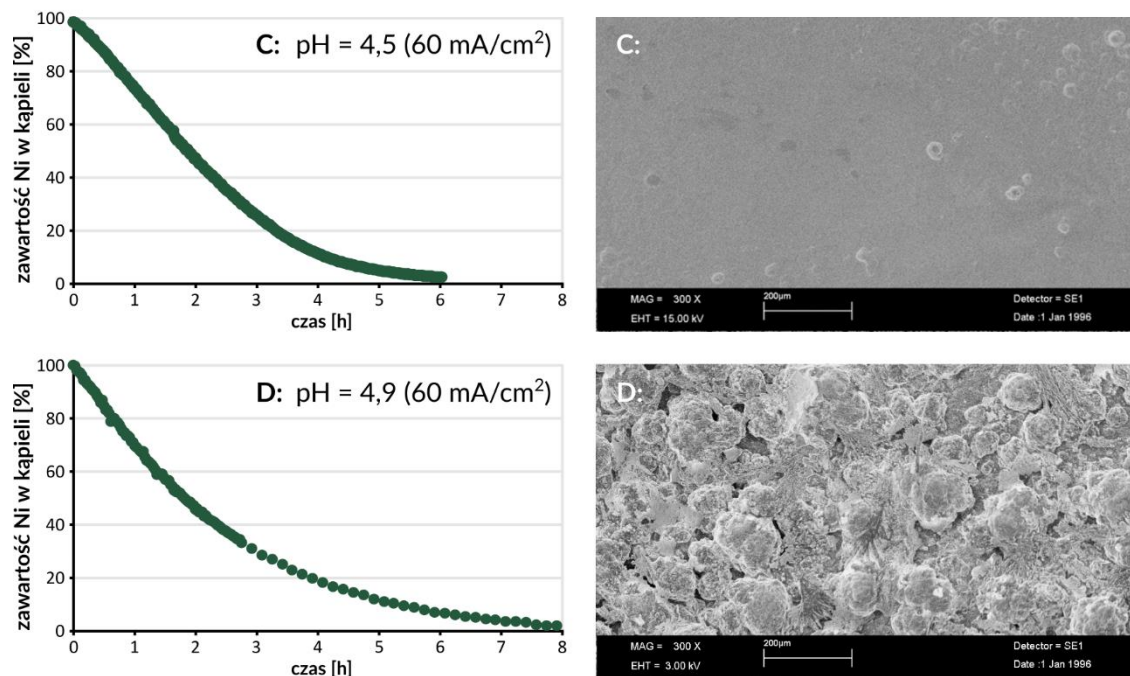 zawartość Ni w kąpieli [%]
100
80
60
40
20
0
C: pH = 4,5 (60 mA/cm²)
0 1 2 3 4 5 6 7 8
czas [h]
C:
MAG = 300 X
EHT = 15.00 kV
200µm
Detector = SE1
Date :1 Jan 1996
zawartość Ni w kąpieli [%]
100
80
60
40
20
0
D: pH = 4,9 (60 mA/cm²)
0 1 2 3 4 5 6 7 8
czas [h]
D:
MAG = 300 X
EHT = 3.00 kV
200µm
Detector = SE1
Date :1 Jan 1996